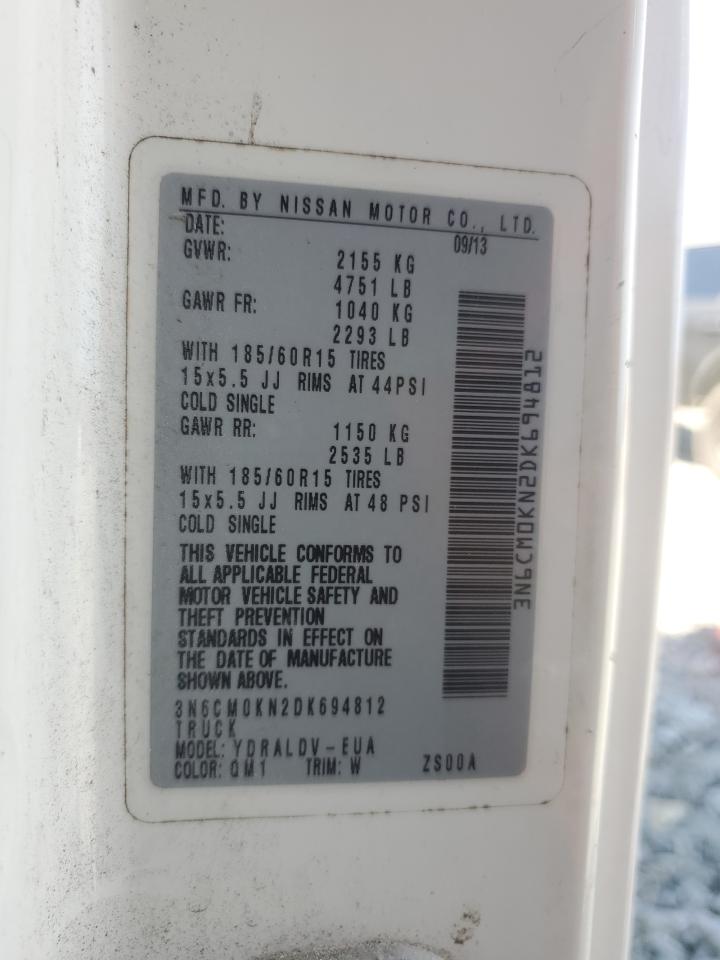 MFD. BY NISSAN MOTOR CO., LTD.
DATE: 09/13
GVWR: 2155 KG
4751 LB
GAWR FR: 1040 KG
2293 LB
WITH 185/60R15 TIRES
15x5.5 JJ RIMS AT 44PSI
COLD SINGLE
GAWR RR: 1150 KG
2535 LB
WITH 185/60R15 TIRES
15x5.5 JJ RIMS AT 48 PSI
COLD SINGLE
THIS VEHICLE CONFORMS TO
ALL APPLICABLE FEDERAL
MOTOR VEHICLE SAFETY AND
THEFT PREVENTION
STANDARDS IN EFFECT ON
THE DATE OF MANUFACTURE
SHOWN ABOVE.
3N6CM0KN2DK694812
TRUCK
MODEL: YDRALDV-EUA
COLOR: QM1 TRIM: W ZS00A
3N6CM0KN2DK694812